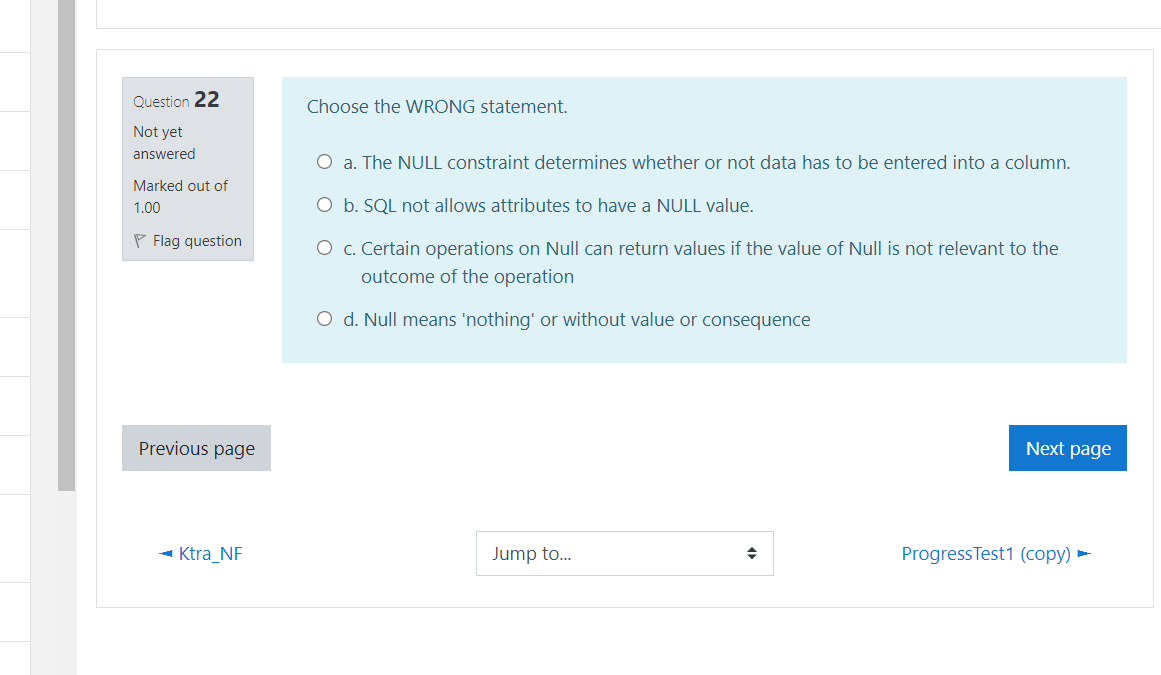 Question 22
Not yet
answered
Marked out of
1.00
Flag question
Choose the WRONG statement.
a. The NULL constraint determines whether or not data has to be entered into a column.
b. SQL not allows attributes to have a NULL value.
c. Certain operations on Null can return values if the value of Null is not relevant to the
outcome of the operation
d. Null means 'nothing' or without value or consequence
Previous page
Next page
◄ Ktra_NF
Jump to...
ProgressTest1 (copy) ►